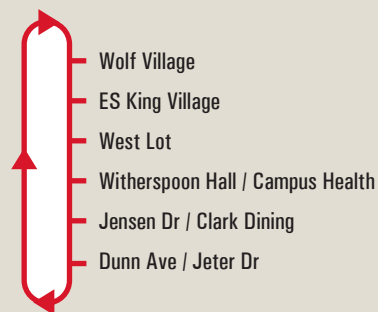 Wolf Village
ES King Village
West Lot
Witherspoon Hall / Campus Health
Jensen Dr / Clark Dining
Dunn Ave / Jeter Dr